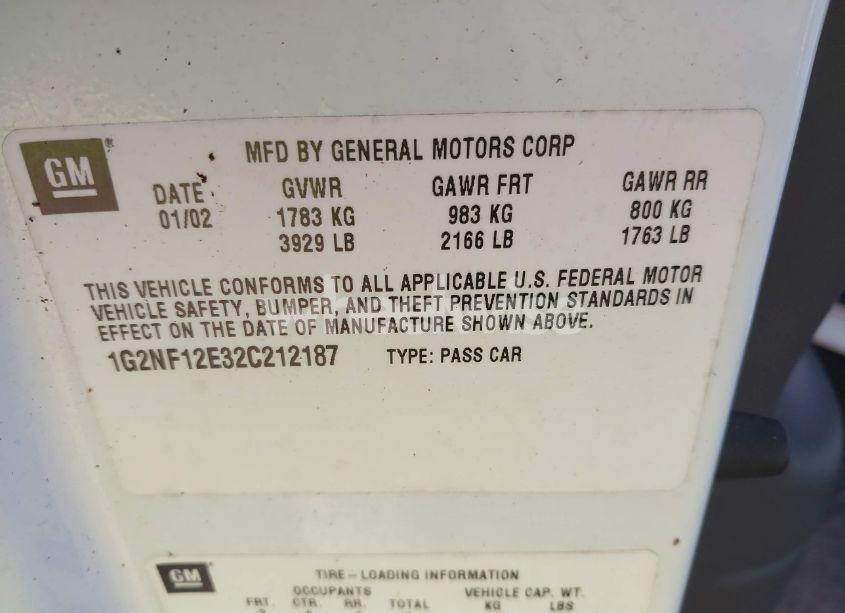 GM
MFD BY GENERAL MOTORS CORP
DATE GVWR GAWR FRT GAWR RR
01/02 1783 KG 983 KG 800 KG
3929 LB 2166 LB 1763 LB
THIS VEHICLE CONFORMS TO ALL APPLICABLE U.S. FEDERAL MOTOR
VEHICLE SAFETY, BUMPER, AND THEFT PREVENTION STANDARDS IN
EFFECT ON THE DATE OF MANUFACTURE SHOWN ABOVE.
1G2NF12E32C212187 TYPE: PASS CAR
GM
TIRE-LOADING INFORMATION
OCCUPANTS VEHICLE CAP. WT.
FRT. CTR. RR. TOTAL KG LBS